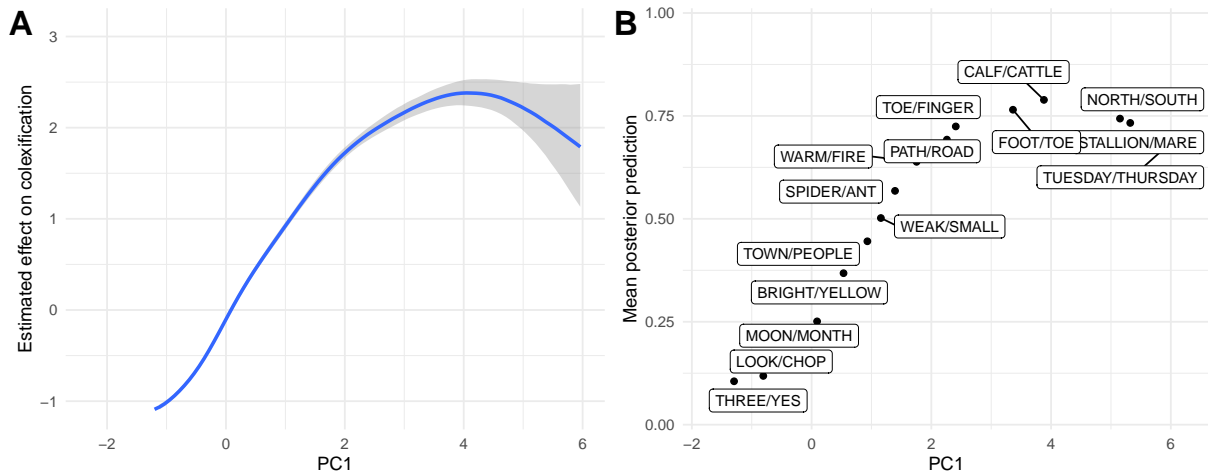 A
Estimated effect on colexification
3
2
1
0
−1
−2
0
2
4
6
PC1
B
Mean posterior prediction
1.00
0.75
0.50
0.25
0.00
CALF/CATTLE
NORTH/SOUTH
TOE/FINGER
FOOT/TOE
STALLION/MARE
PATH/ROAD
WARM/FIRE
TUESDAY/THURSDAY
SPIDER/ANT
WEAK/SMALL
TOWN/PEOPLE
BRIGHT/YELLOW
MOON/MONTH
LOOK/CHOP
THREE/YES
−2
0
2
4
6
PC1